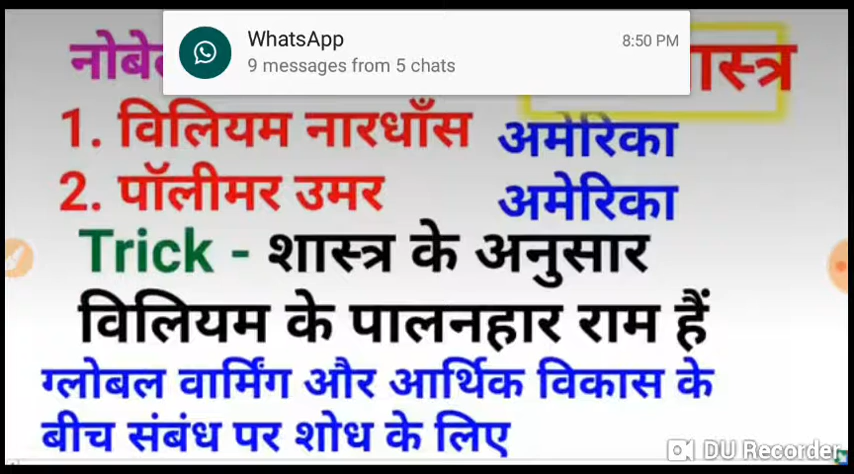 WhatsApp 8:50 PM
9 messages from 5 chats
1. विलियम नारधाँस अमेरिका
2. पॉलीमर उमर अमेरिका
Trick - शास्त्र के अनुसार
विलियम के पालनहार राम हैं
ग्लोबल वार्मिंग और आर्थिक विकास के
बीच संबंध पर शोध के लिए
DU Recorder